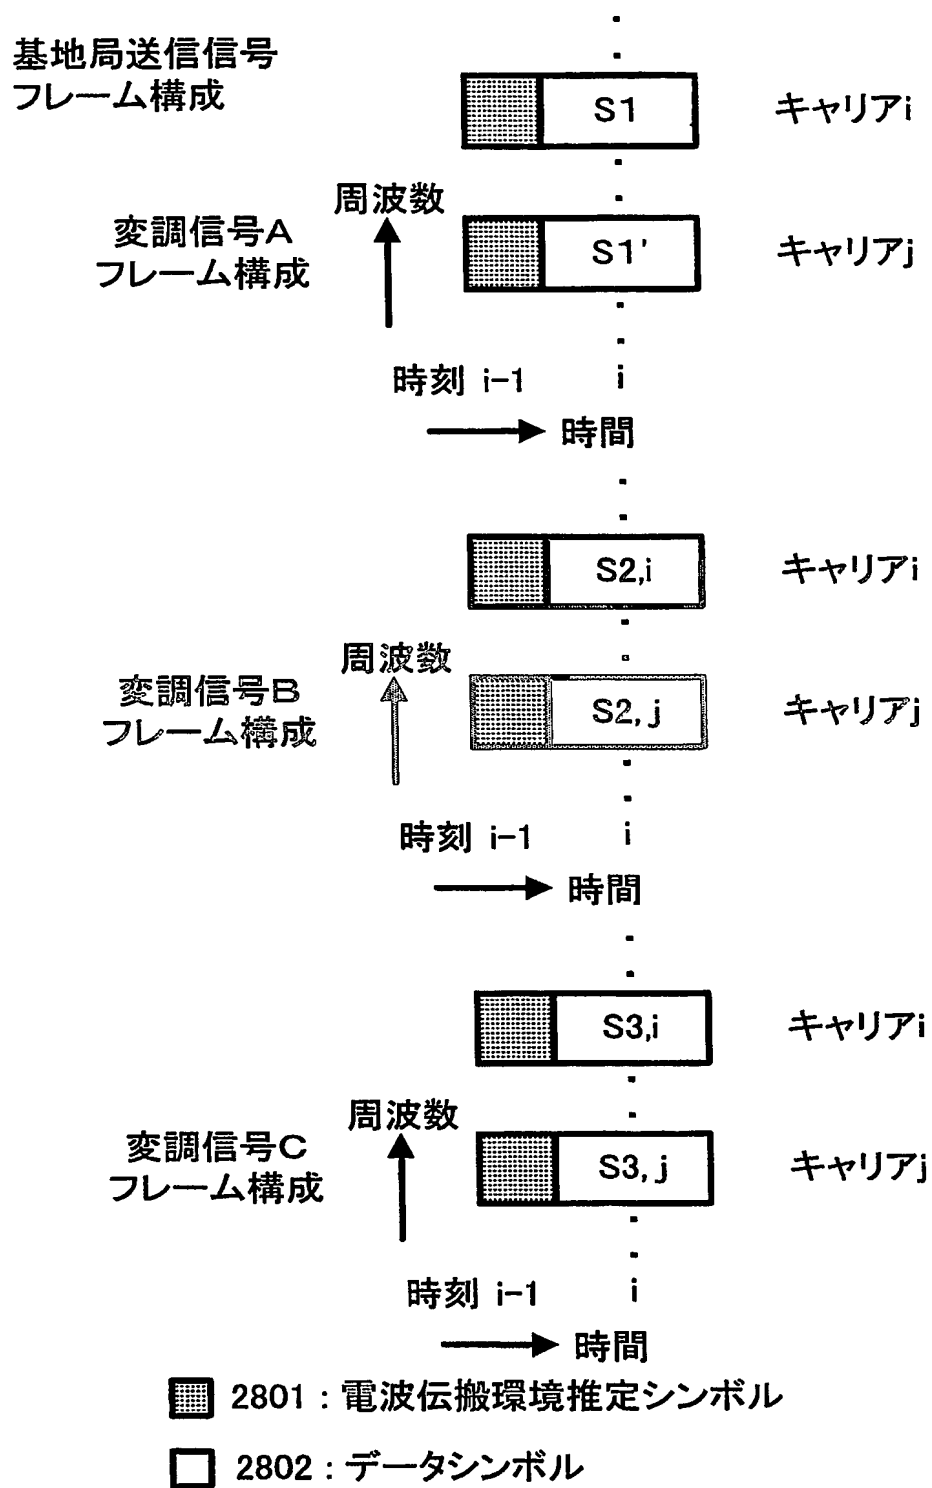 基地局送信信号
フレーム構成
S1
キャリアi
周波数
変調信号A
フレーム構成
S1'
キャリアj
時刻 i-1
i
時間
S2,i
キャリアi
周波数
変調信号B
フレーム構成
S2, j
キャリアj
時刻 i-1
i
時間
S3,i
キャリアi
周波数
変調信号C
フレーム構成
S3, j
キャリアj
時刻 i-1
i
時間
2801 : 電波伝搬環境推定シンボル
2802 : データシンボル